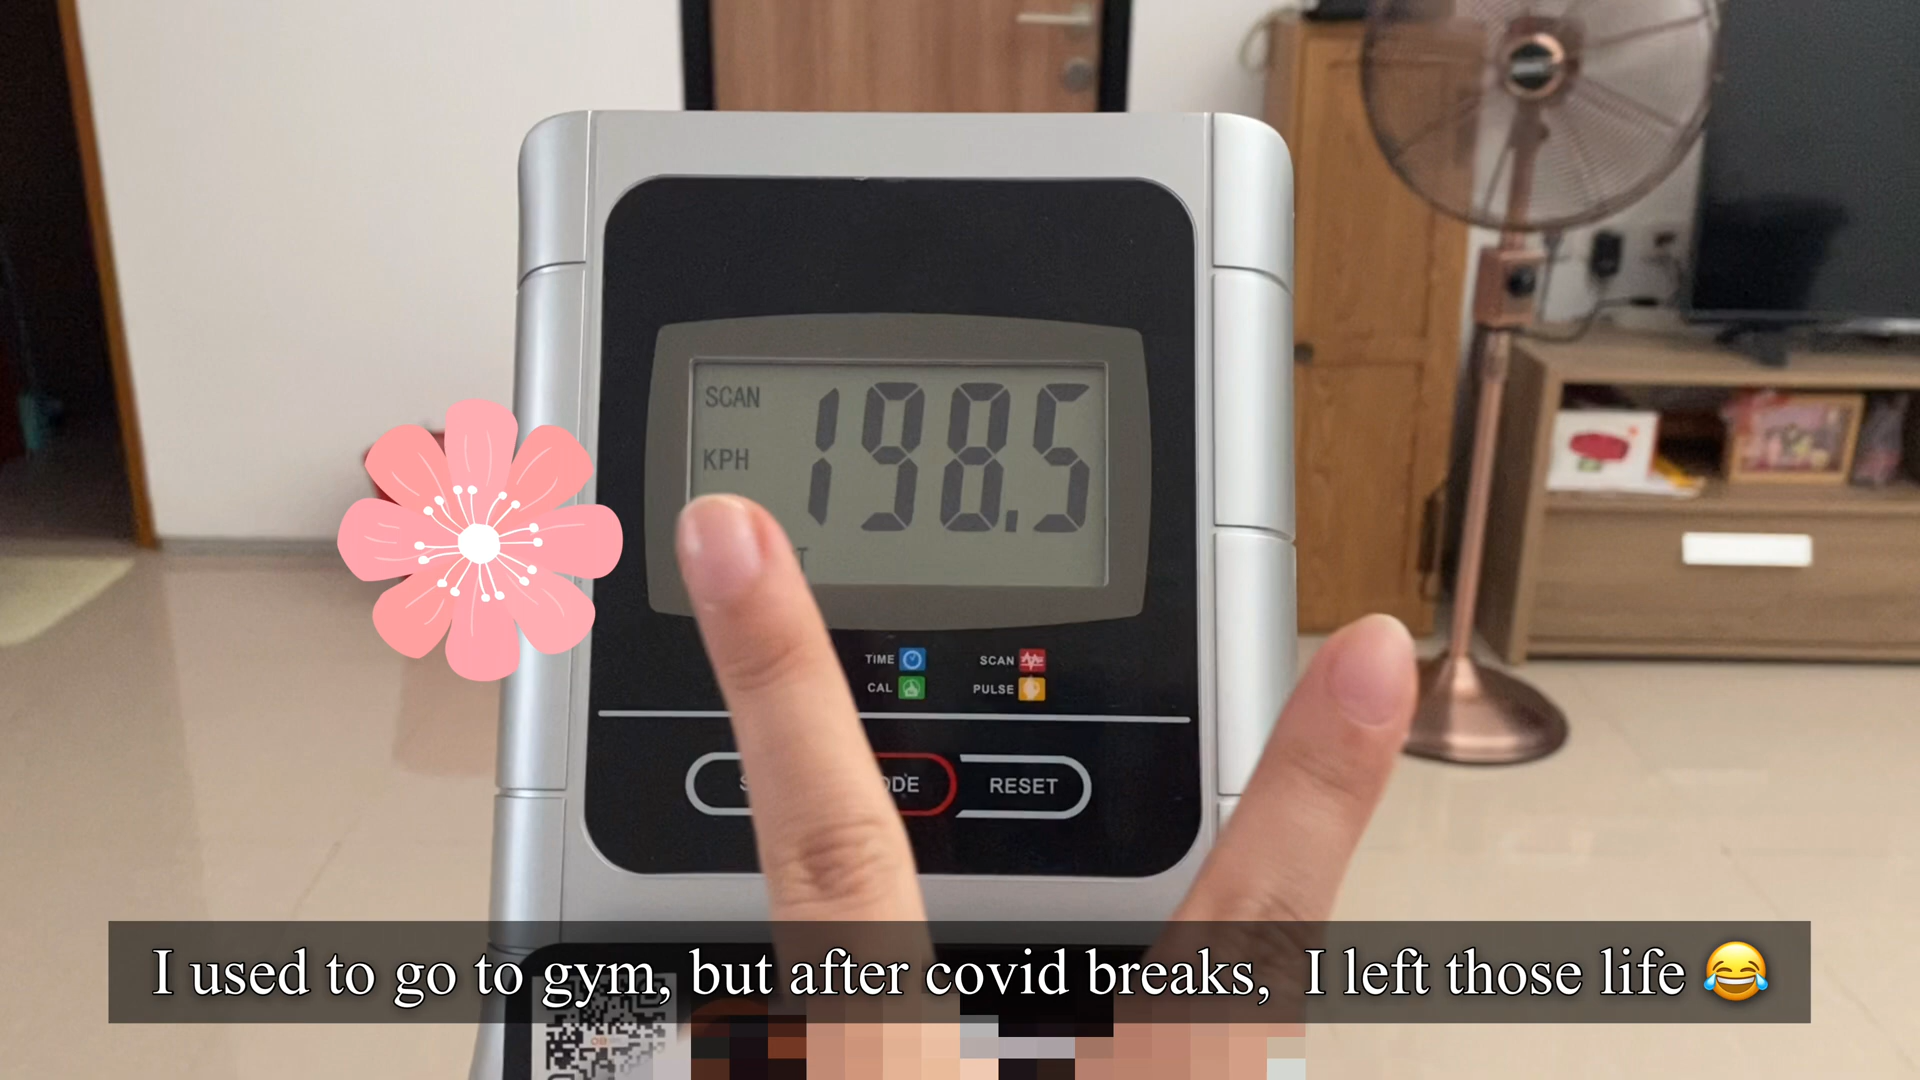 SCAN
198.5
KPH
TIME
SCAN
CAL
PULSE
RESET
I used to go to gym, but after covid breaks, I left those life 😂